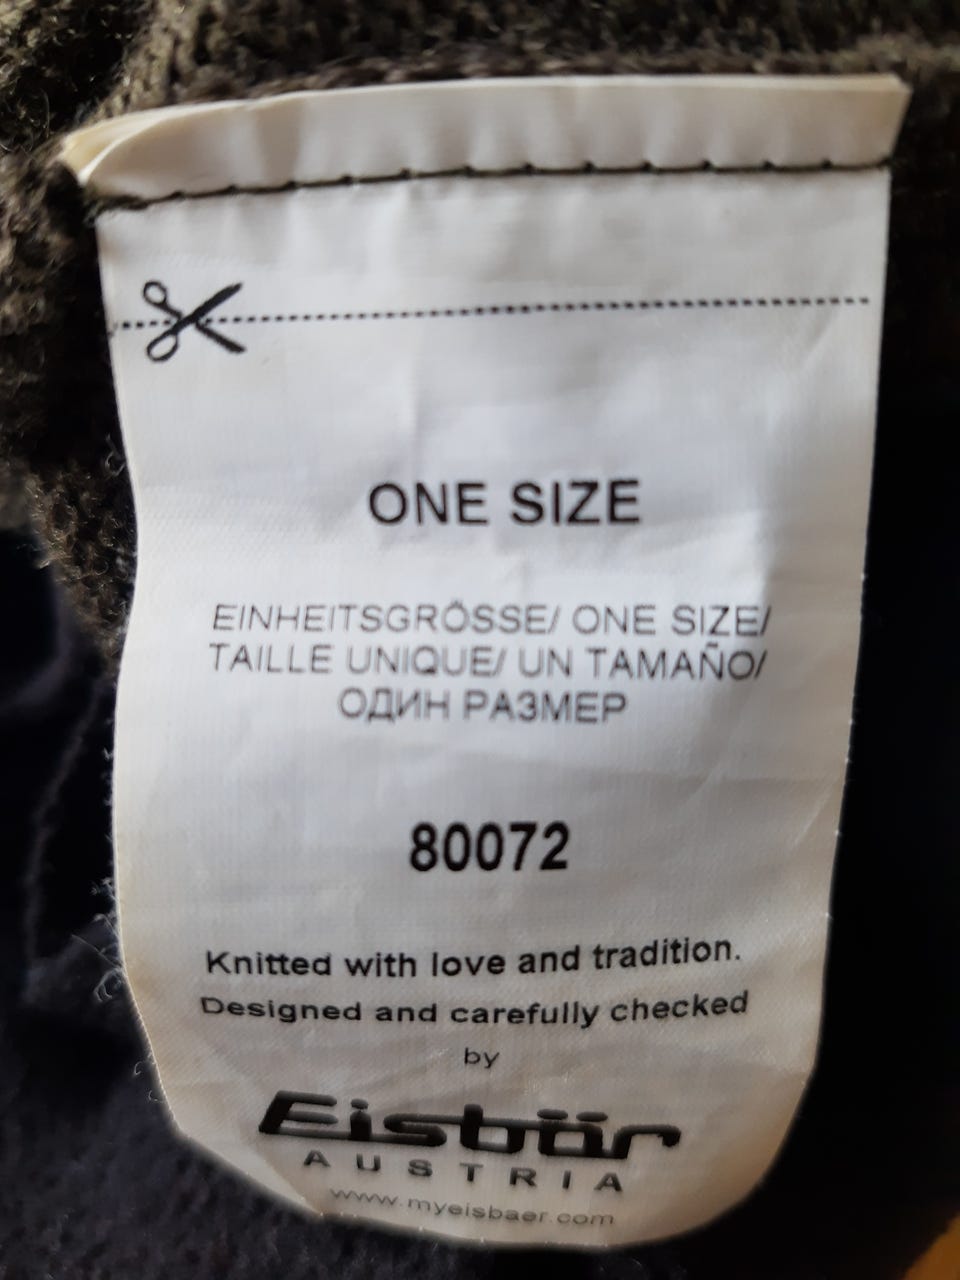 ONE SIZE
EINHEITSGRÖSSE/ ONE SIZE/
TAILLE UNIQUE/ UN TAMAÑO/
ОДИН РАЗМЕР
80072
Knitted with love and tradition.
Designed and carefully checked
by
Eisbär
AUSTRIA
www.myeisbaer.com